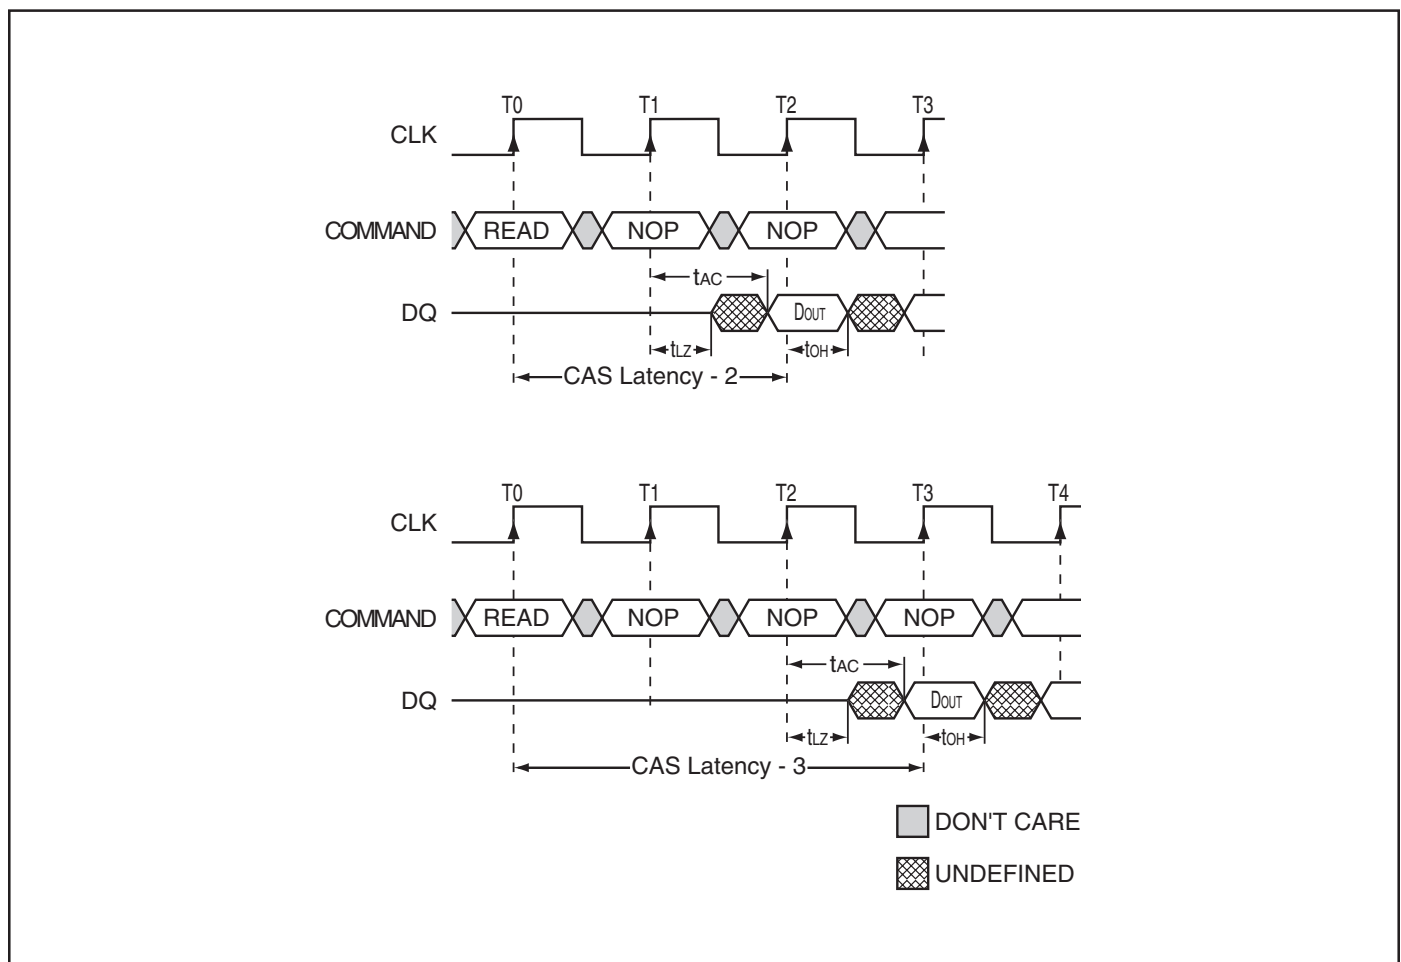 T0 T1 T2 T3
CLK
COMMAND READ NOP NOP
tAC
DQ DOUT
tLZ tOH
CAS Latency - 2
T0 T1 T2 T3 T4
CLK
COMMAND READ NOP NOP NOP
tAC
DQ DOUT
tLZ tOH
CAS Latency - 3
DON'T CARE
UNDEFINED